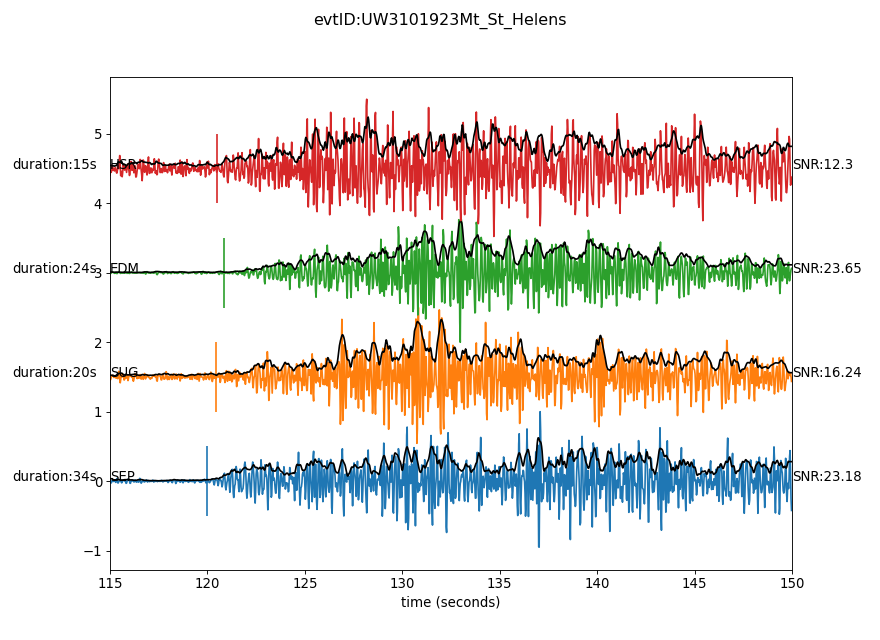 evtID:UW3101923Mt_St_Helens
5
duration:15s
SNR:12.3
4
duration:24s
EDM
SNR:23.65
3
2
duration:20s
SUG
SNR:16.24
1
duration:34s
SEP
SNR:23.18
0
−1
115
120
125
130
135
140
145
150
time (seconds)